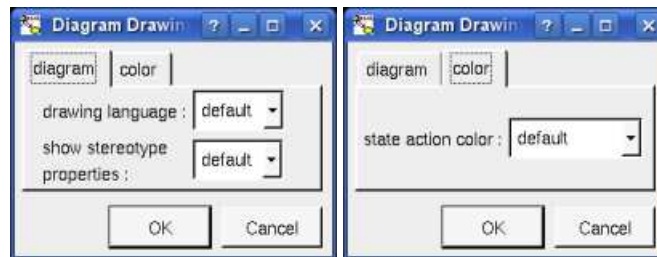 Diagram Drawin
diagram color
drawing language : default
show stereotype
properties : default
OK Cancel
Diagram Drawin
diagram color
state action color : default
OK Cancel